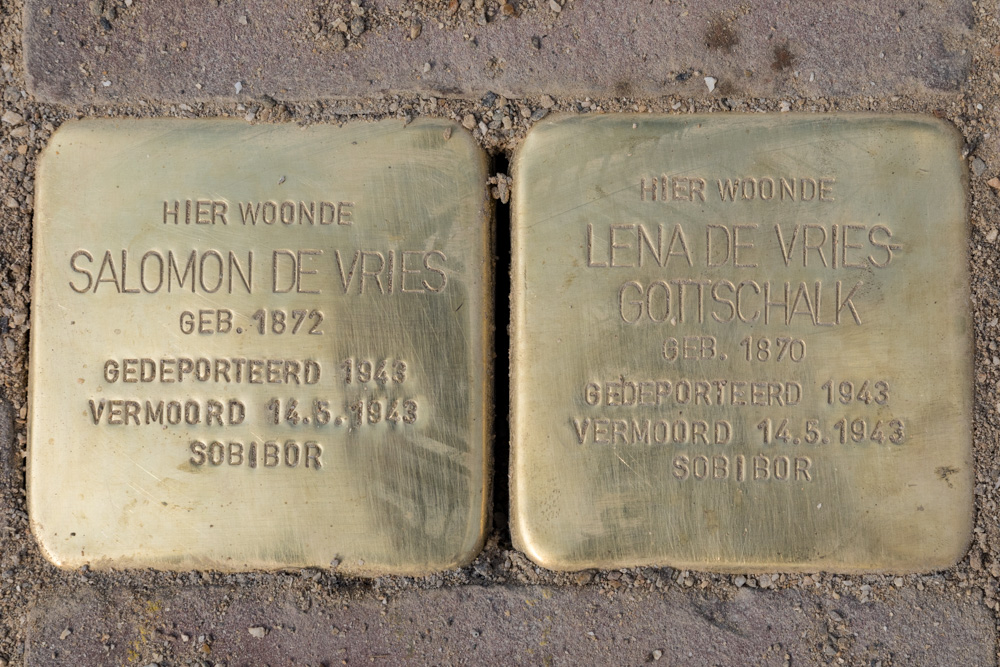 HIER WOONDE
SALOMON DE VRIES
GEB. 1872
GEDEPORTEERD 1943
VERMOORD 14.5.1943
SOBIBOR
HIER WOONDE
LENA DE VRIES-
GOTTSCHALK
GEB. 1870
GEDEPORTEERD 1943
VERMOORD 14.5.1943
SOBIBOR